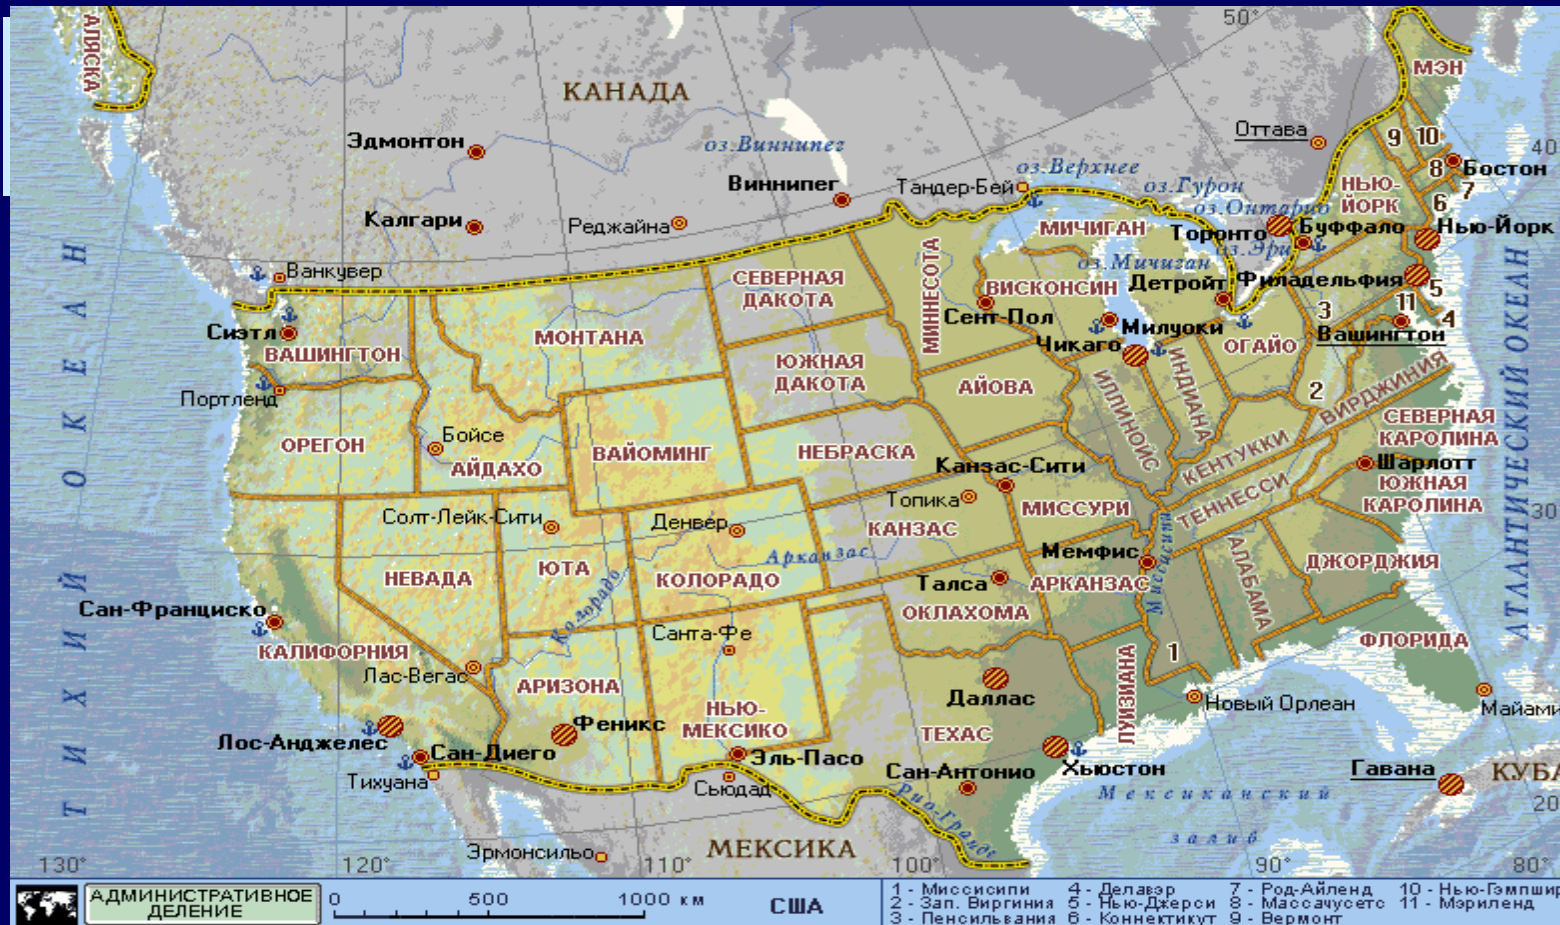 АЛЯСКА
50°
КАНАДА
МЭН
Оттава
9
10
40
Эдмонтон
оз.Виннипег
оз.Верхнее
8
Бостон
Виннипег
Тандер-Бей
оз.Гурон
НЬЮ-
ЙОРК
7
6
оз.Онтарио
Калгари
Реджайна
МИЧИГАН
Торонто
Буффало
Нью-Йорк
оз.Эри
Ванкувер
СЕВЕРНАЯ
ДАКОТА
МИННЕСОТА
оз.Мичиган
ВИСКОНСИН
Детройт
Филадельфия
5
11
Сент-Пол
3
4
Сиэтл
ВАШИНГТОН
МОНТАНА
Милуоки
Вашингтон
Чикаго
ОГАЙО
ЮЖНАЯ
ДАКОТА
АЙОВА
ИЛЛИНОЙС
ИНДИАНА
2
ВИРДЖИНИЯ
Портленд
СЕВЕРНАЯ
КАРОЛИНА
ОРЕГОН
Бойсе
АЙДАХО
ВАЙОМИНГ
НЕБРАСКА
КЕНТУККИ
Канзас-Сити
Шарлотт
ЮЖНАЯ
КАРОЛИНА
Топика
МИССУРИ
ТЕННЕССИ
30
Солт-Лейк-Сити
Денвер
КАНЗАС
Арканзас
Мемфис
Миссисипи
АЛАБАМА
ДЖОРДЖИЯ
НЕВАДА
ЮТА
КОЛОРАДО
Колорадо
Талса
АРКАНЗАС
Сан-Франциско
ОКЛАХОМА
КАЛИФОРНИЯ
Санта-Фе
ФЛОРИДА
1
ЛУИЗИАНА
Лас-Вегас
АРИЗОНА
Даллас
Новый Орлеан
Майами
НЬЮ-
МЕКСИКО
Феникс
ТЕХАС
Лос-Анджелес
Сан-Диего
Эль-Пасо
Сан-Антонио
Хьюстон
Гавана
КУБА
Тихуана
Сьюдад
Рио-Гранде
Мексиканский
залив
20
Эрмонсильо
МЕКСИКА
ТИХИЙ ОКЕАН
АТЛАНТИЧЕСКИЙ ОКЕАН
130°
120°
110°
100°
90°
80°
АДМИНИСТРАТИВНОЕ
ДЕЛЕНИЕ
0 500 1000 км
США
1 - Миссисипи 4 - Делавэр 7 - Род-Айленд 10 - Нью-Гэмпшир
2 - Зап. Виргиния 5 - Нью-Джерси 8 - Массачусетс 11 - Мэриленд
3 - Пенсильвания 6 - Коннектикут 9 - Вермонт